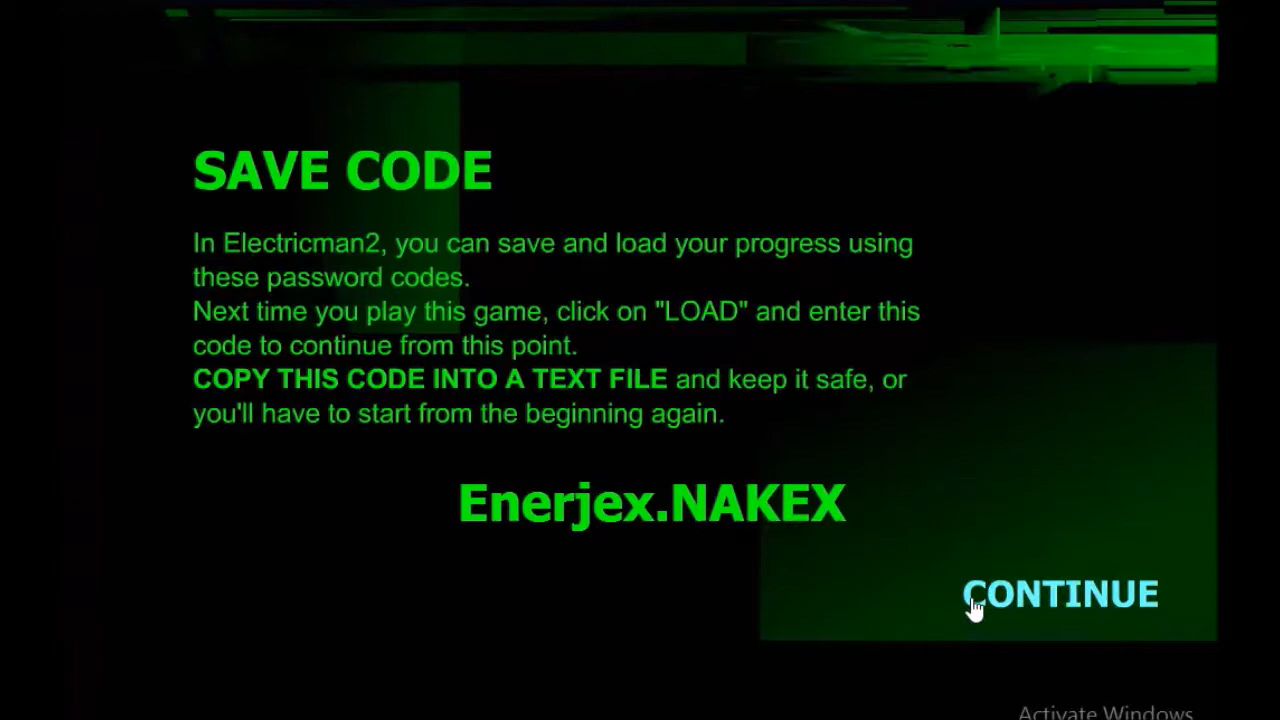 SAVE CODE
In Electricman2, you can save and load your progress using
these password codes.
Next time you play this game, click on "LOAD" and enter this
code to continue from this point.
COPY THIS CODE INTO A TEXT FILE and keep it safe, or
you'll have to start from the beginning again.
Enerjex.NAKEX
CONTINUE
Activate Windows